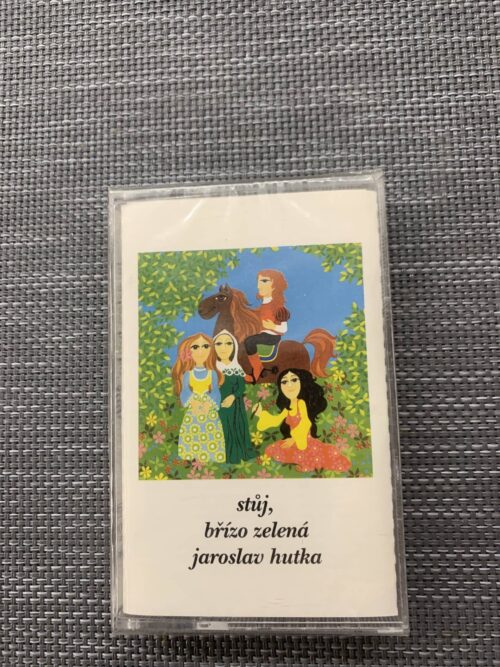 stůj,
břízo zelená
jaroslav hutka